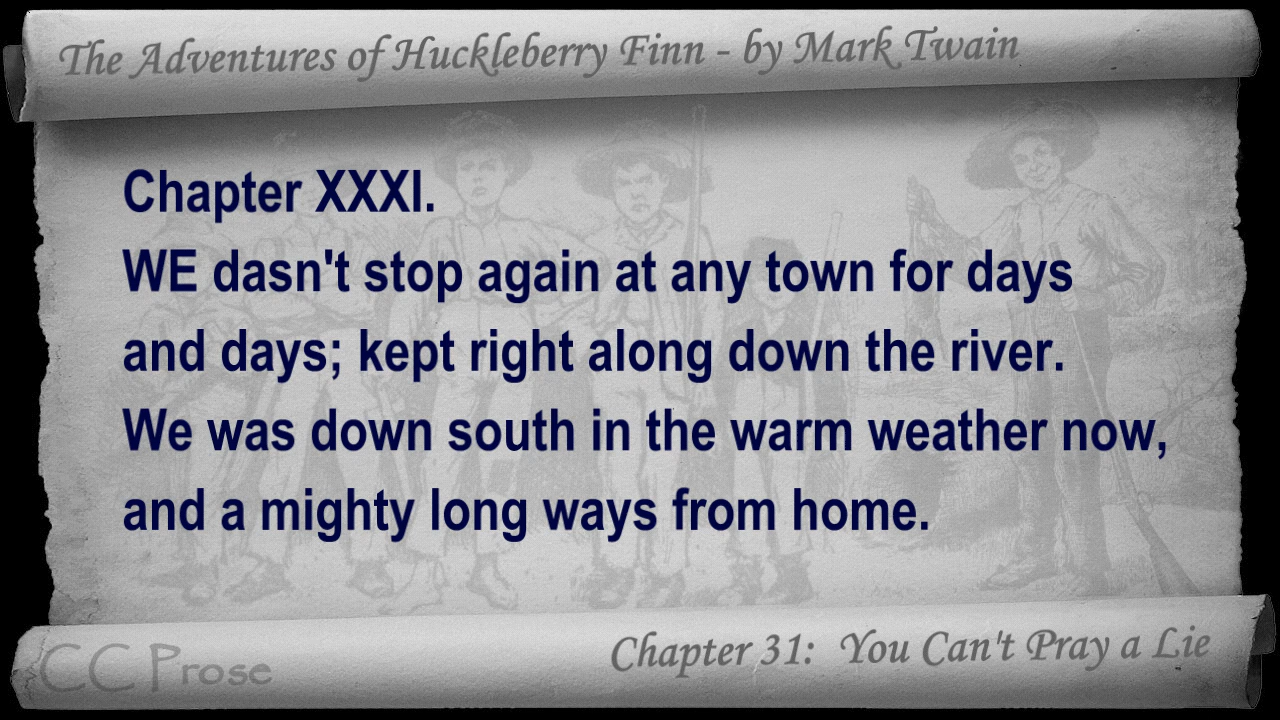 The Adventures of Huckleberry Finn - by Mark Twain
Chapter XXXI.
WE dasn't stop again at any town for days
and days; kept right along down the river.
We was down south in the warm weather now,
and a mighty long ways from home.
CC Prose
Chapter 31: You Can't Pray a Lie